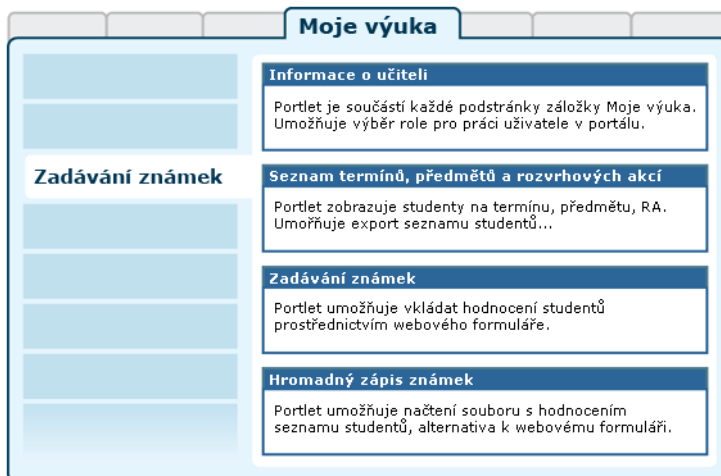 Moje výuka
Informace o učiteli
Portlet je součástí každé podstránky záložky Moje výuka.
Umožňuje výběr role pro práci uživatele v portálu.
Zadávání známek
Seznam termínů, předmětů a rozvrhových akcí
Portlet zobrazuje studenty na termínu, předmětu, RA.
Umořňuje export seznamu studentů...
Zadávání známek
Portlet umožňuje vkládat hodnocení studentů
prostřednictvím webového formuláře.
Hromadný zápis známek
Portlet umožňuje načtení souboru s hodnocením
seznamu studentů, alternativa k webovému formuláři.